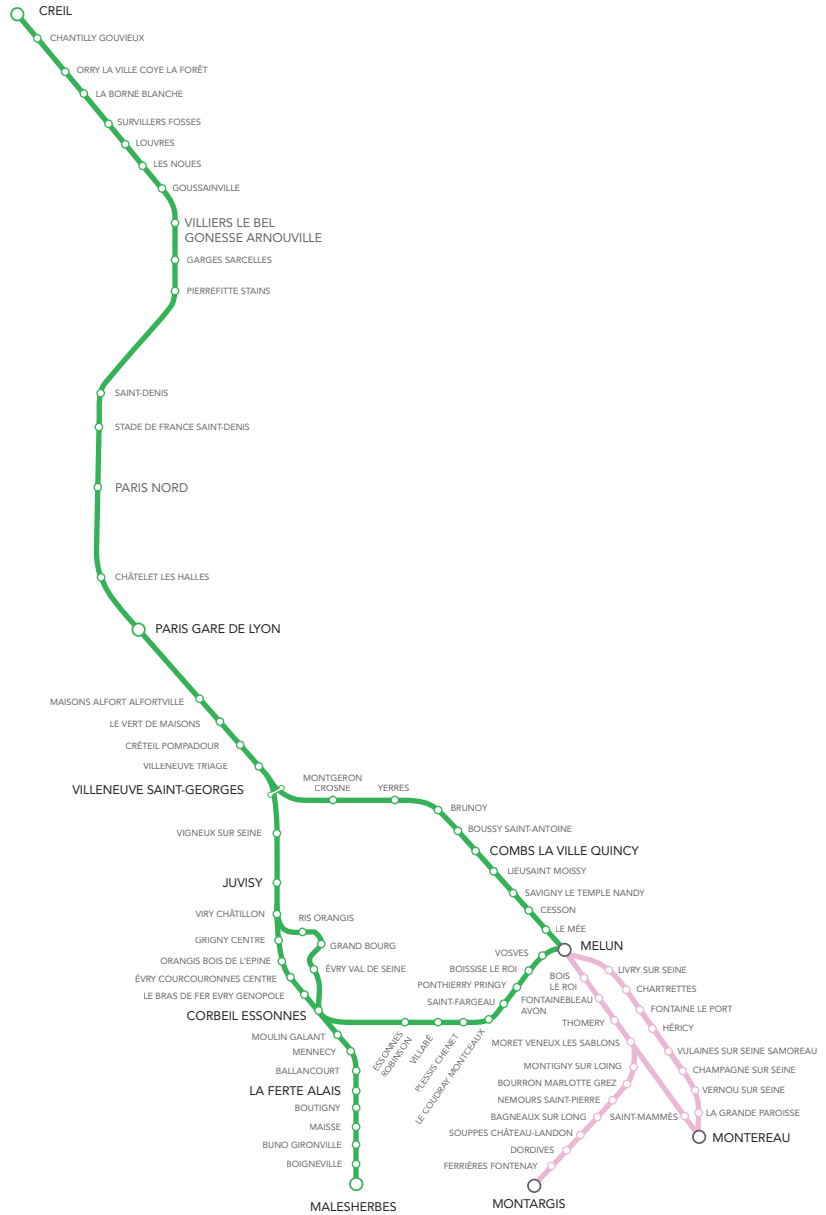 CREIL
CHANTILLY GOUVIEUX
ORRY LA VILLE COYE LA FORÊT
LA BORNE BLANCHE
SURVILLERS FOSSES
LOUVRES
LES NOUES
GOUSSAINVILLE
VILLIERS LE BEL
GONESSE ARNOUVILLE
GARGES SARCELLES
PIERREFITTE STAINS
SAINT-DENIS
STADE DE FRANCE SAINT-DENIS
PARIS NORD
CHÂTELET LES HALLES
PARIS GARE DE LYON
MAISONS ALFORT ALFORTVILLE
LE VERT DE MAISONS
CRÉTEIL POMPADOUR
VILLENEUVE TRIAGE
VILLENEUVE SAINT-GEORGES
MONTGERON
CROSNE
YERRES
BRUNOY
BOUSSY SAINT-ANTOINE
COMBS LA VILLE QUINCY
LIEUSAINT MOISSY
SAVIGNY LE TEMPLE NANDY
CESSON
LE MÉE
MELUN
VIGNEUX SUR SEINE
JUVISY
VIRY CHÂTILLON
RIS ORANGIS
GRIGNY CENTRE
GRAND BOURG
ORANGIS BOIS DE L'EPINE
ÉVRY VAL DE SEINE
ÉVRY COURCOURONNES CENTRE
LE BRAS DE FER EVRY GENOPOLE
CORBEIL ESSONNES
VOSVES
BOISSISE LE ROI
PONTHIERRY PRINGY
SAINT-FARGEAU
LE COUDRAY MONTCEAUX
PLESSIS CHENET
VILLABÉ
ESSONNES
ROBINSON
MOULIN GALANT
MENNECY
BALLANCOURT
LA FERTE ALAIS
BOUTIGNY
MAISSE
BUNO GIRONVILLE
BOIGNEVILLE
MALESHERBES
BOIS
LE ROI
FONTAINEBLEAU
AVON
THOMERY
MORET VENEUX LES SABLONS
MONTIGNY SUR LOING
BOURRON MARLOTTE GREZ
NEMOURS SAINT-PIERRE
BAGNEAUX SUR LONG
SOUPPES CHÂTEAU-LANDON
DORDIVES
FERRIÈRES FONTENAY
MONTARGIS
SAINT-MAMMÈS
LIVRY SUR SEINE
CHARTRETTES
FONTAINE LE PORT
HÉRICY
VULAINES SUR SEINE SAMOREAU
CHAMPAGNE SUR SEINE
VERNOU SUR SEINE
LA GRANDE PAROISSE
MONTEREAU